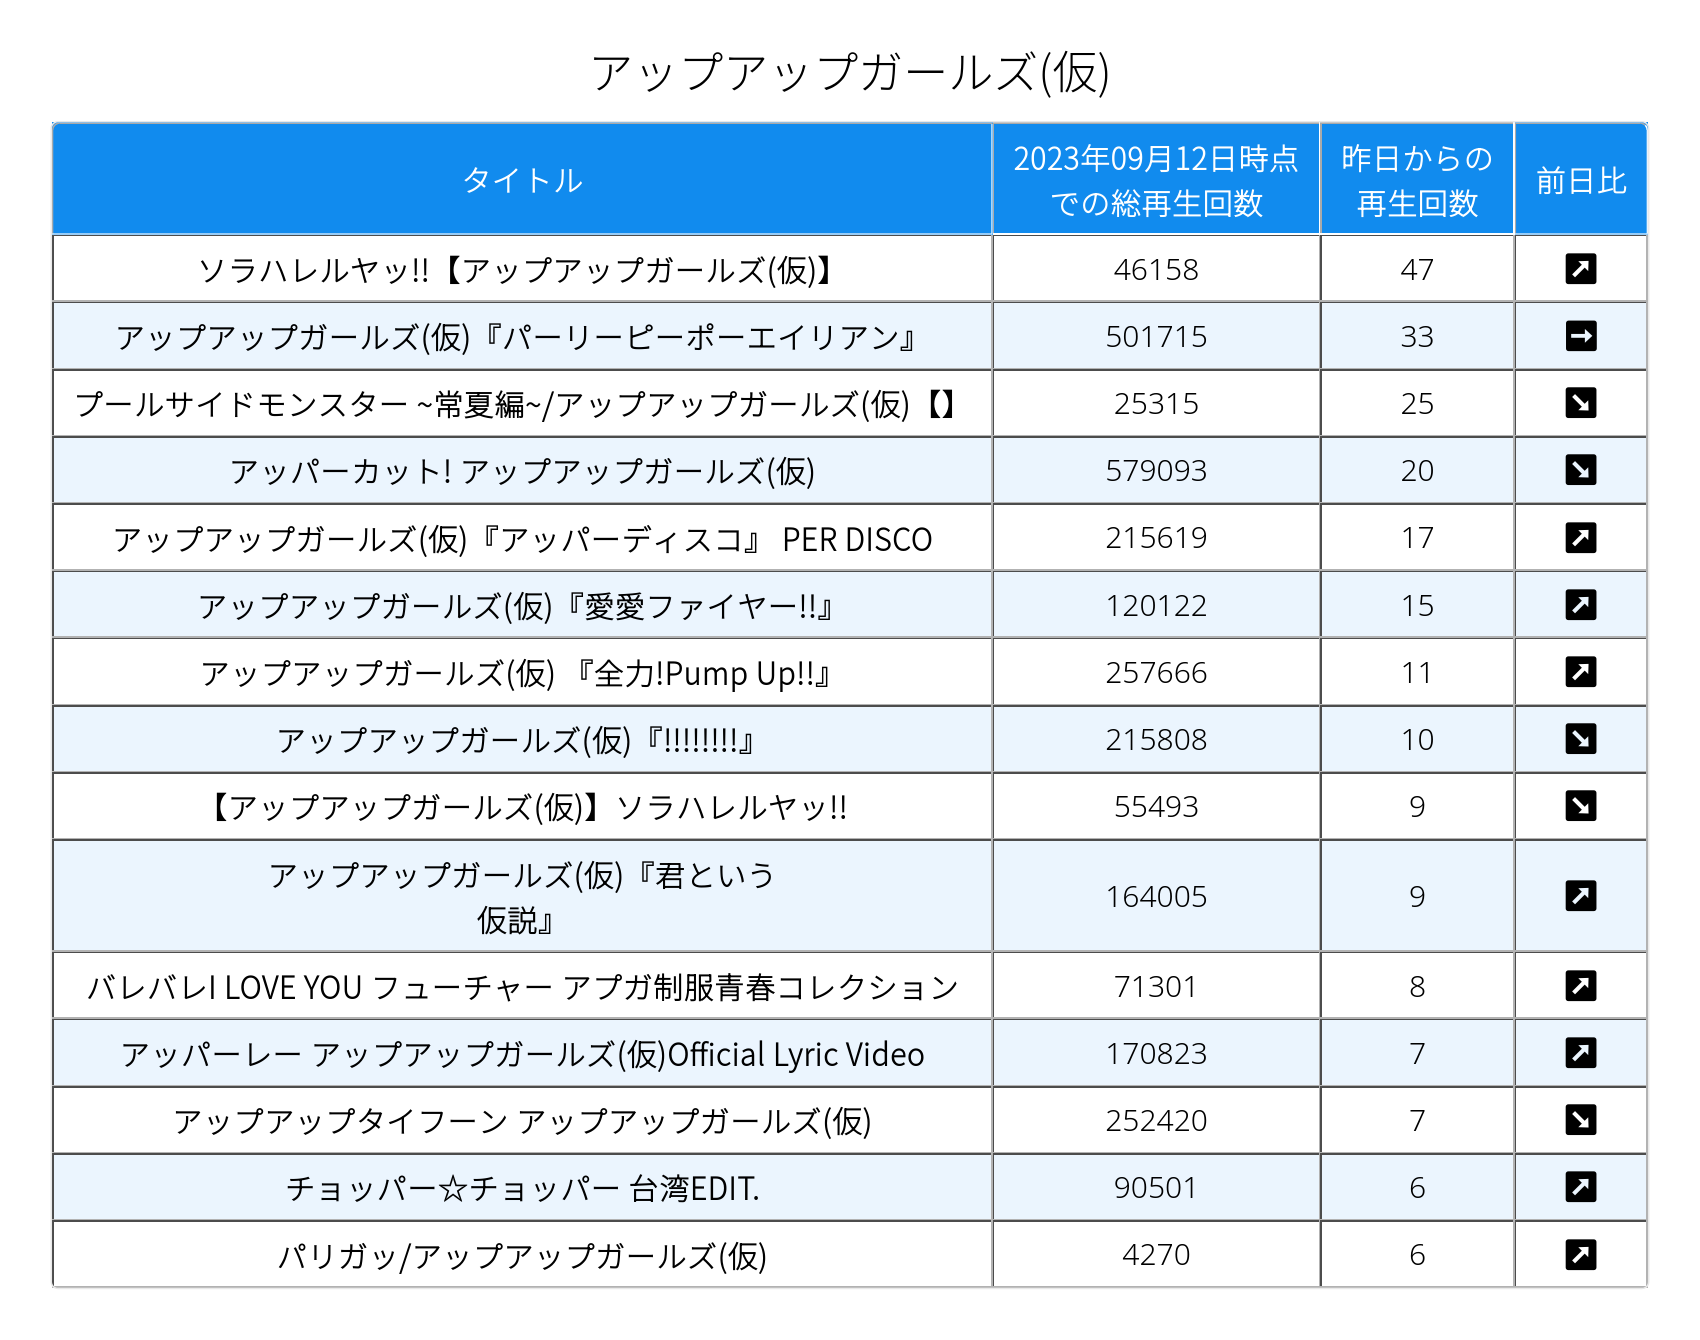 アップアップガールズ(仮)
タイトル 2023年09月12日時点 昨日からの 前日比
での総再生回数 再生回数
ソラハレルヤッ!!【アップアップガールズ(仮)】 46158 47 ↗
アップアップガールズ(仮)『パーリーピーポーエイリアン』 501715 33 ➡
プールサイドモンスター ~常夏編~/アップアップガールズ(仮)【】 25315 25 ↘
アッパーカット! アップアップガールズ(仮) 579093 20 ↘
アップアップガールズ(仮)『アッパーディスコ』 PER DISCO 215619 17 ↗
アップアップガールズ(仮)『愛愛ファイヤー!!』 120122 15 ↗
アップアップガールズ(仮) 『全力!Pump Up!!』 257666 11 ↗
アップアップガールズ(仮)『!!!!!!!!』 215808 10 ↘
【アップアップガールズ(仮)】ソラハレルヤッ!! 55493 9 ↘
アップアップガールズ(仮)『君という
仮説』 164005 9 ↗
バレバレI LOVE YOU フューチャー アプガ制服青春コレクション 71301 8 ↗
アッパーレー アップアップガールズ(仮)Official Lyric Video 170823 7 ↗
アップアップタイフーン アップアップガールズ(仮) 252420 7 ↘
チョッパー☆チョッパー 台湾EDIT. 90501 6 ↗
パリガッ/アップアップガールズ(仮) 4270 6 ↗